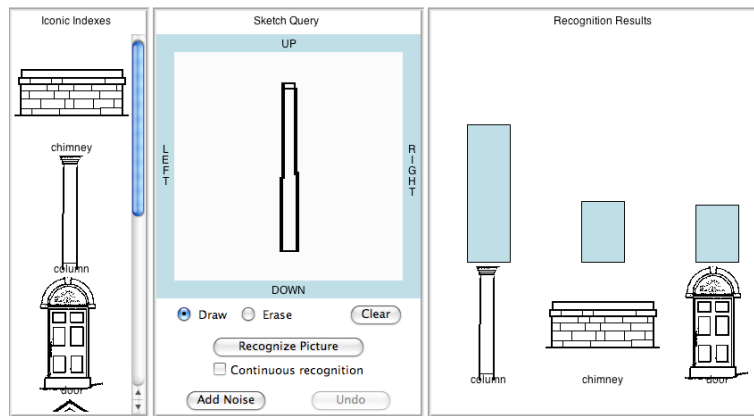 Iconic Indexes
chimney
column
door
Sketch Query
UP
LEFT
RIGHT
DOWN
Draw
Erase
Clear
Recognize Picture
Continuous recognition
Add Noise
Undo
Recognition Results
column
chimney
door